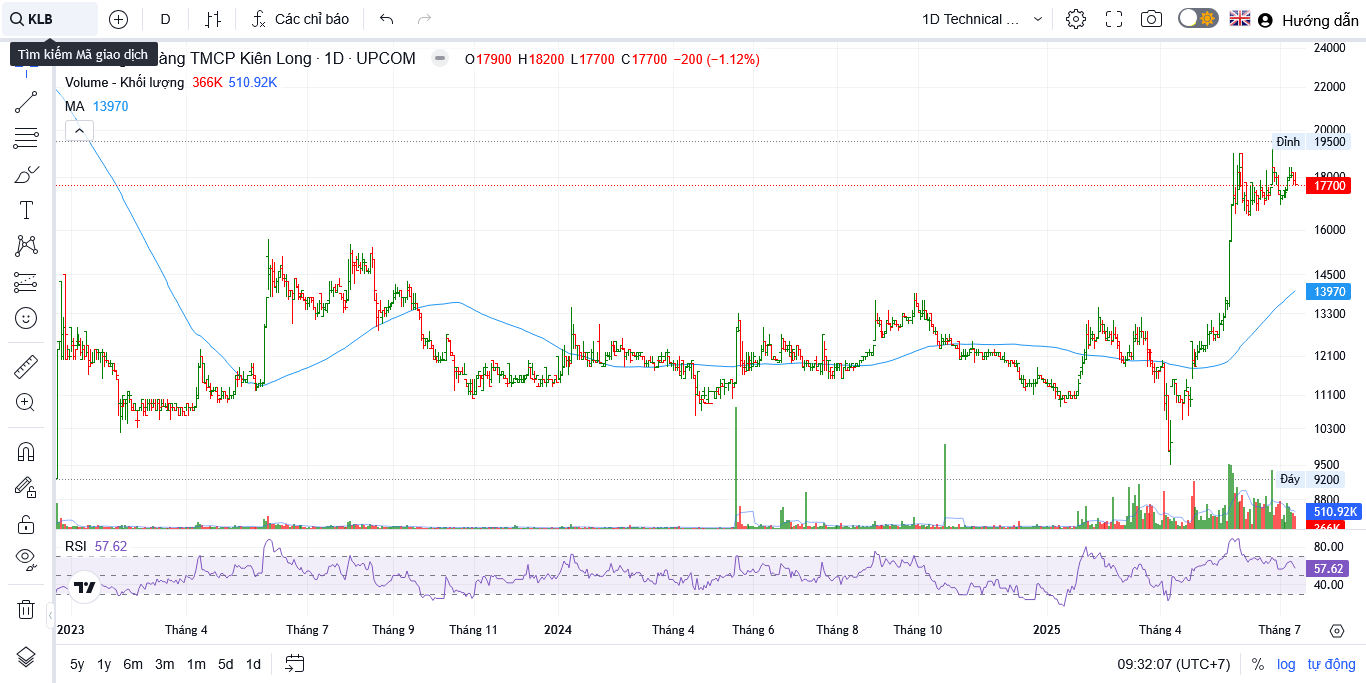 KLB
D
Các chỉ báo
1D Technical ...
Hướng dẫn
Tìm kiếm Mã giao dịch
àng TMCP Kiên Long · 1D · UPCOM
O17900 H18200 L17700 C17700 −200 (−1.12%)
Volume - Khối lượng 366K 510.92K
MA 13970
24000
22000
20000
Đỉnh 19500
18000
17700
16000
14500
13970
13300
12100
11100
10300
9500
Đáy 9200
8800
510.92K
366K
RSI 57.62
80.00
57.62
40.00
2023 Tháng 4 Tháng 7 Tháng 9 Tháng 11 2024 Tháng 4 Tháng 6 Tháng 8 Tháng 10 2025 Tháng 4 Tháng 7
5y 1y 6m 3m 1m 5d 1d
09:32:07 (UTC+7) % log tự động